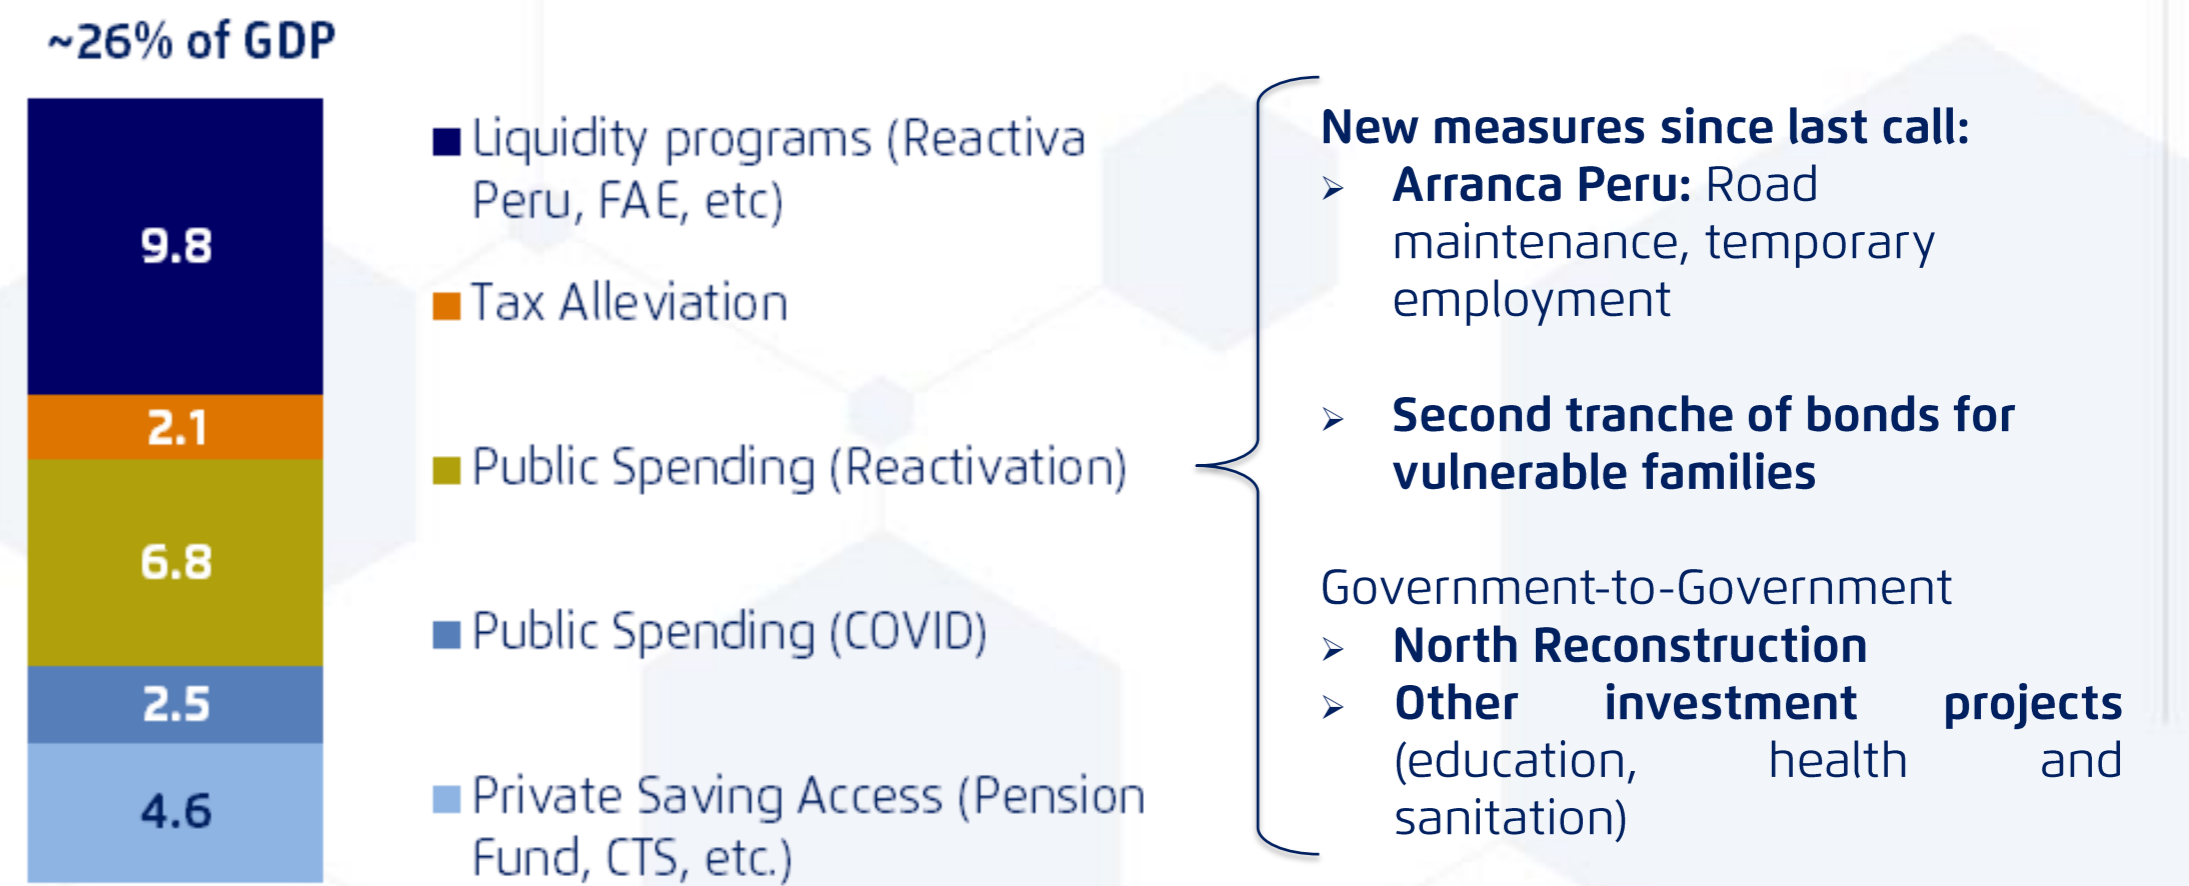 ~26% of GDP
9.8
2.1
6.8
2.5
4.6
Liquidity programs (Reactiva
Peru, FAE, etc)
Tax Alleviation
Public Spending (Reactivation)
Public Spending (COVID)
Private Saving Access (Pension
Fund, CTS, etc.)
New measures since last call:
➢ Arranca Peru: Road
maintenance, temporary
employment
➢ Second tranche of bonds for
vulnerable families
Government-to-Government
➢ North Reconstruction
➢ Other investment projects
(education, health and
sanitation)